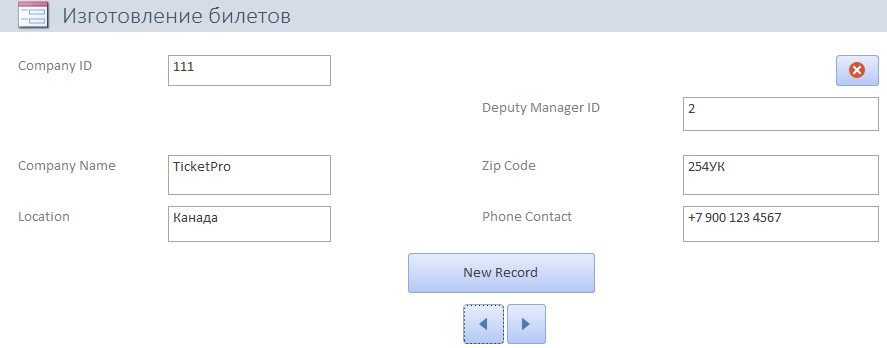 Изготовление билетов
Company ID
111
Deputy Manager ID
2
Company Name
TicketPro
Zip Code
254УК
Location
Канада
Phone Contact
+7 900 123 4567
New Record